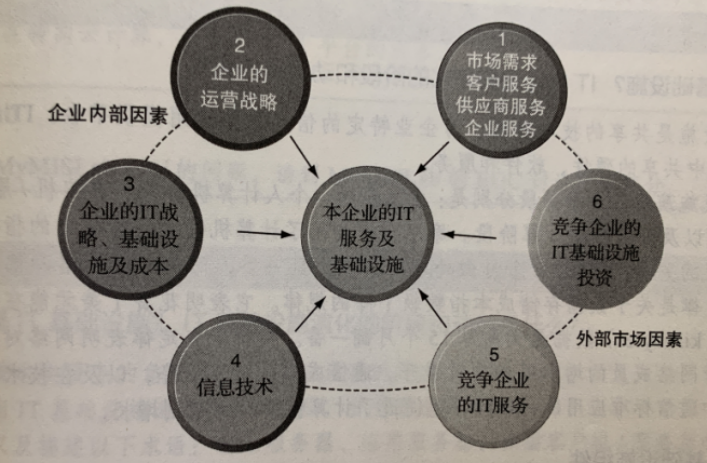 2
企业的
运营战略
1
市场需求
客户服务
供应商服务
企业服务
企业内部因素
3
企业的IT战
略、基础设
施及成本
本企业的IT
服务及
基础设施
6
竞争企业的
IT基础设施
投资
4
信息技术
5
竞争企业
的IT服务
外部市场因素